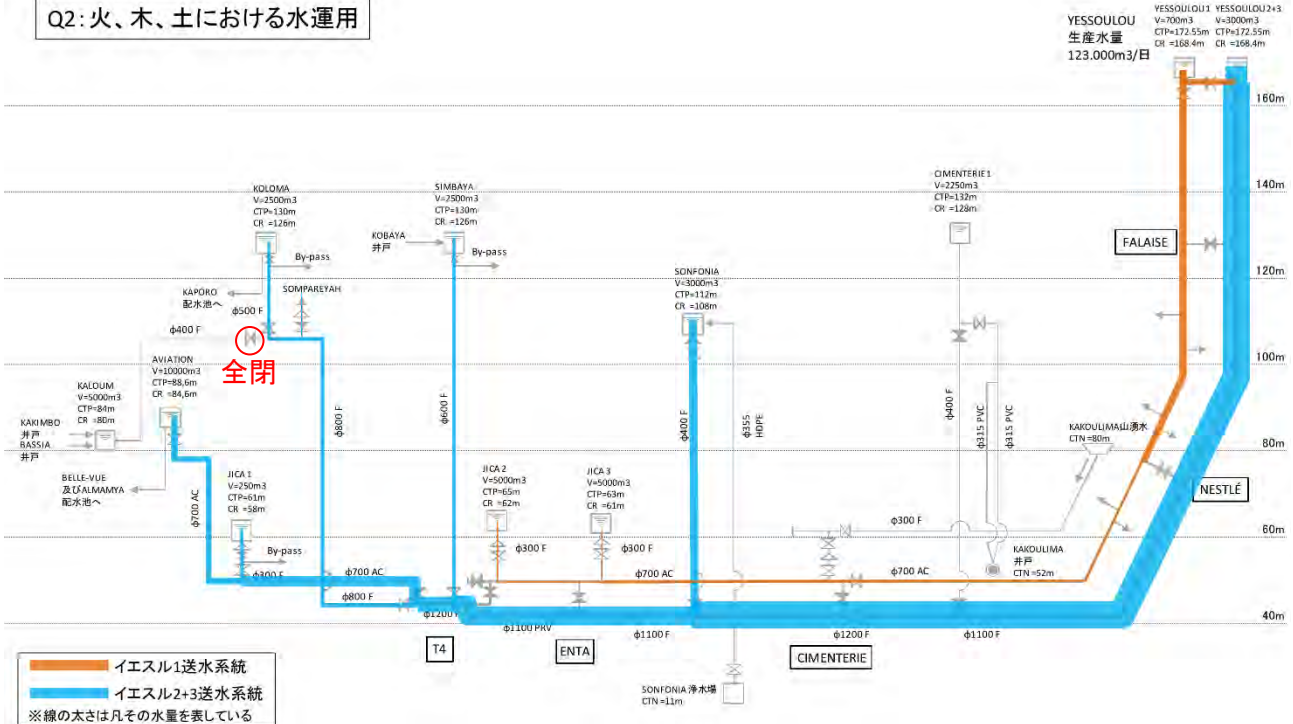 Q2:火、木、土における水運用
YESSOULOU
生産水量
123.000m3/日
YESSOULOU1
V=700m3
CTP=172.55m
CR =168.4m
YESSOULOU2+3
V=3000m3
CTP=172.55m
CR =168.4m
160m
140m
120m
100m
80m
60m
40m
KOLOMA
V=2500m3
CTP=130m
CR =126m
By-pass
KAPORO
配水池へ
SOMPAREYAH
φ500 F
φ400 F
全閉
SIMBAYA
V=2500m3
CTP=130m
CR =126m
KOBAYA
井戸
By-pass
CIMENTERIE1
V=2250m3
CTP=132m
CR =128m
FALAISE
SONFONIA
V=3000m3
CTP=112m
CR =108m
AVIATION
V=10000m3
CTP=88,6m
CR =84,6m
KALOUM
V=5000m3
CTP=84m
CR =80m
KAKIMBO
井戸
BASSIA
井戸
BELLE-VUE
及びALMAMYA
配水池へ
φ700 AC
φ800 F
φ600 F
φ400 F
φ355
HDPE
φ400 F
φ315 PVC
φ315 PVC
KAKOULIMA山湧水
CTN =80m
NESTLÉ
JICA 1
V=250m3
CTP=61m
CR =58m
By-pass
φ300 F
JICA 2
V=5000m3
CTP=65m
CR =62m
φ300 F
JICA 3
V=5000m3
CTP=63m
CR =61m
φ300 F
φ300 F
KAKOULIMA
井戸
CTN =52m
φ700 AC
φ700 AC
φ700 AC
φ800 F
φ1200 F
φ1100 PRV
φ1100 F
φ1200 F
φ1100F
T4
ENTA
CIMENTERIE
SONFONIA 浄水場
CTN =11m
イエスル1送水系統
イエスル2+3送水系統
※線の太さは凡その水量を表している